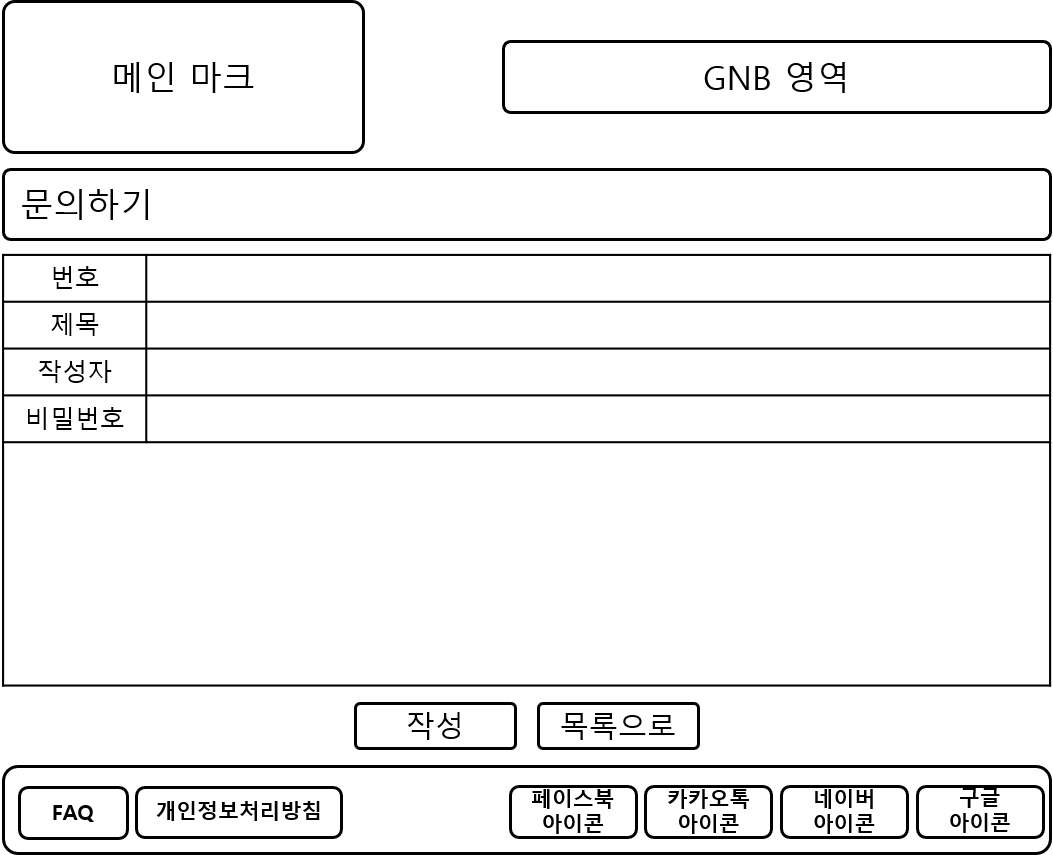 메인 마크
GNB 영역
문의하기
번호
제목
작성자
비밀번호
작성
목록으로
FAQ
개인정보처리방침
페이스북
아이콘
카카오톡
아이콘
네이버
아이콘
구글
아이콘